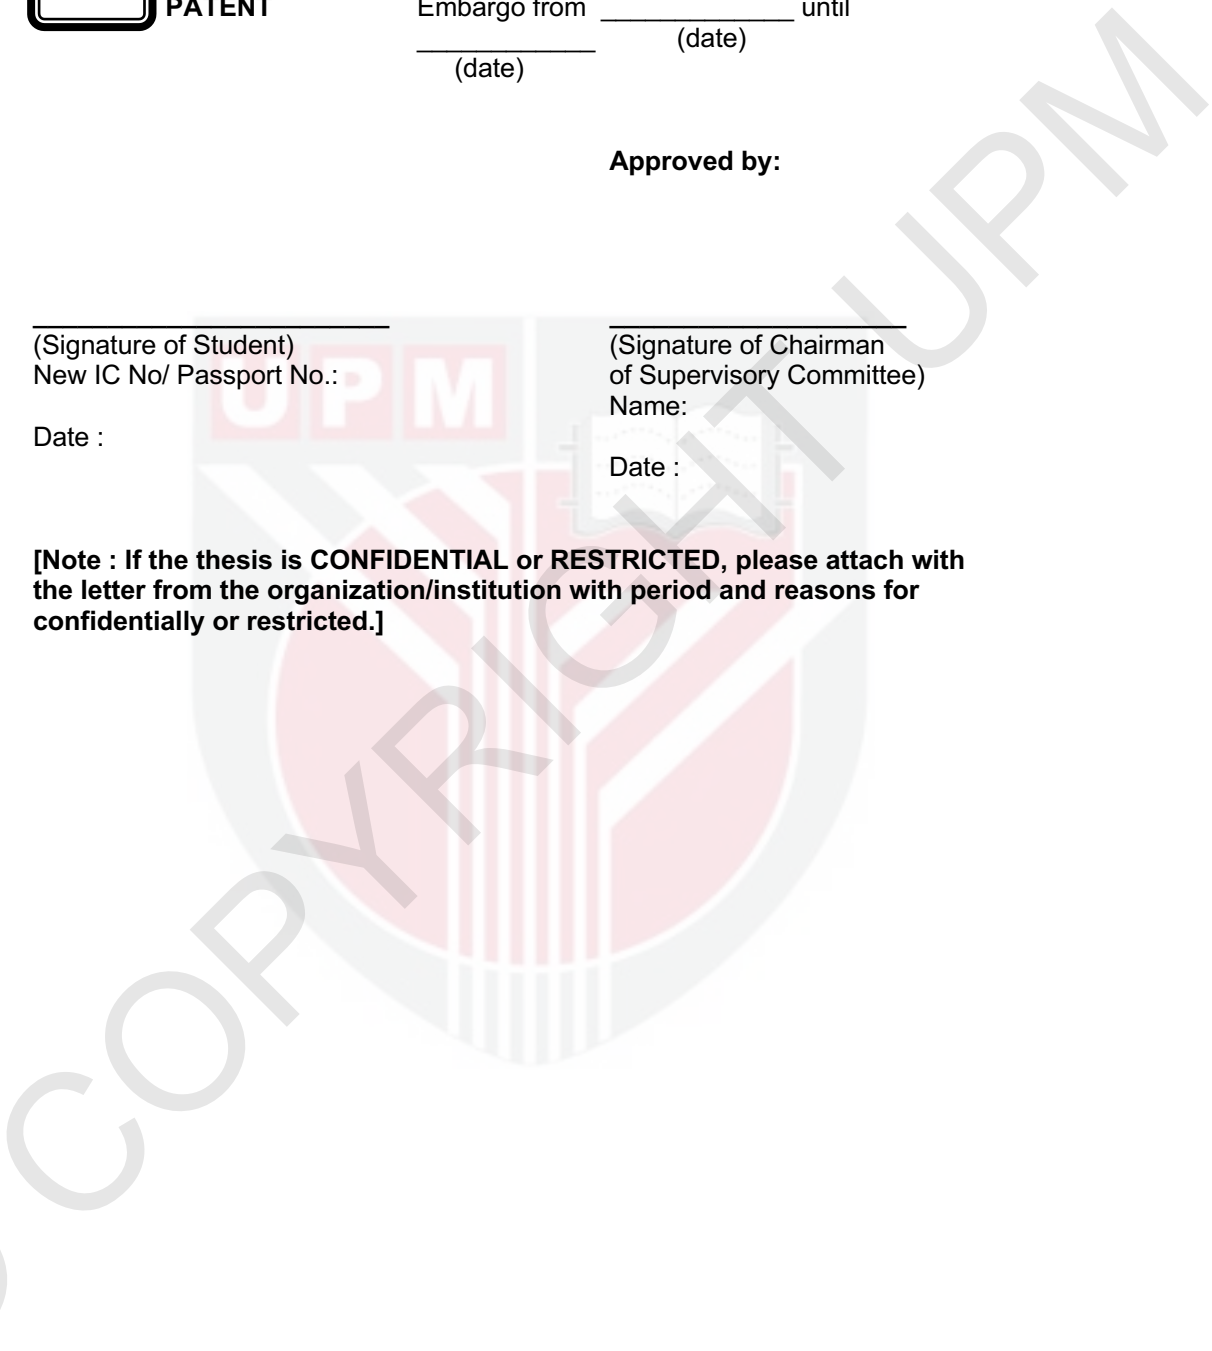 PATENT Embargo from _____________ until
____________ (date)
(date)
Approved by:
________________________ ____________________
(Signature of Student) (Signature of Chairman
New IC No/ Passport No.: of Supervisory Committee)
Name:
Date :
Date :
[Note : If the thesis is CONFIDENTIAL or RESTRICTED, please attach with
the letter from the organization/institution with period and reasons for
confidentially or restricted.]
UPM
COPYRIGHT UPM